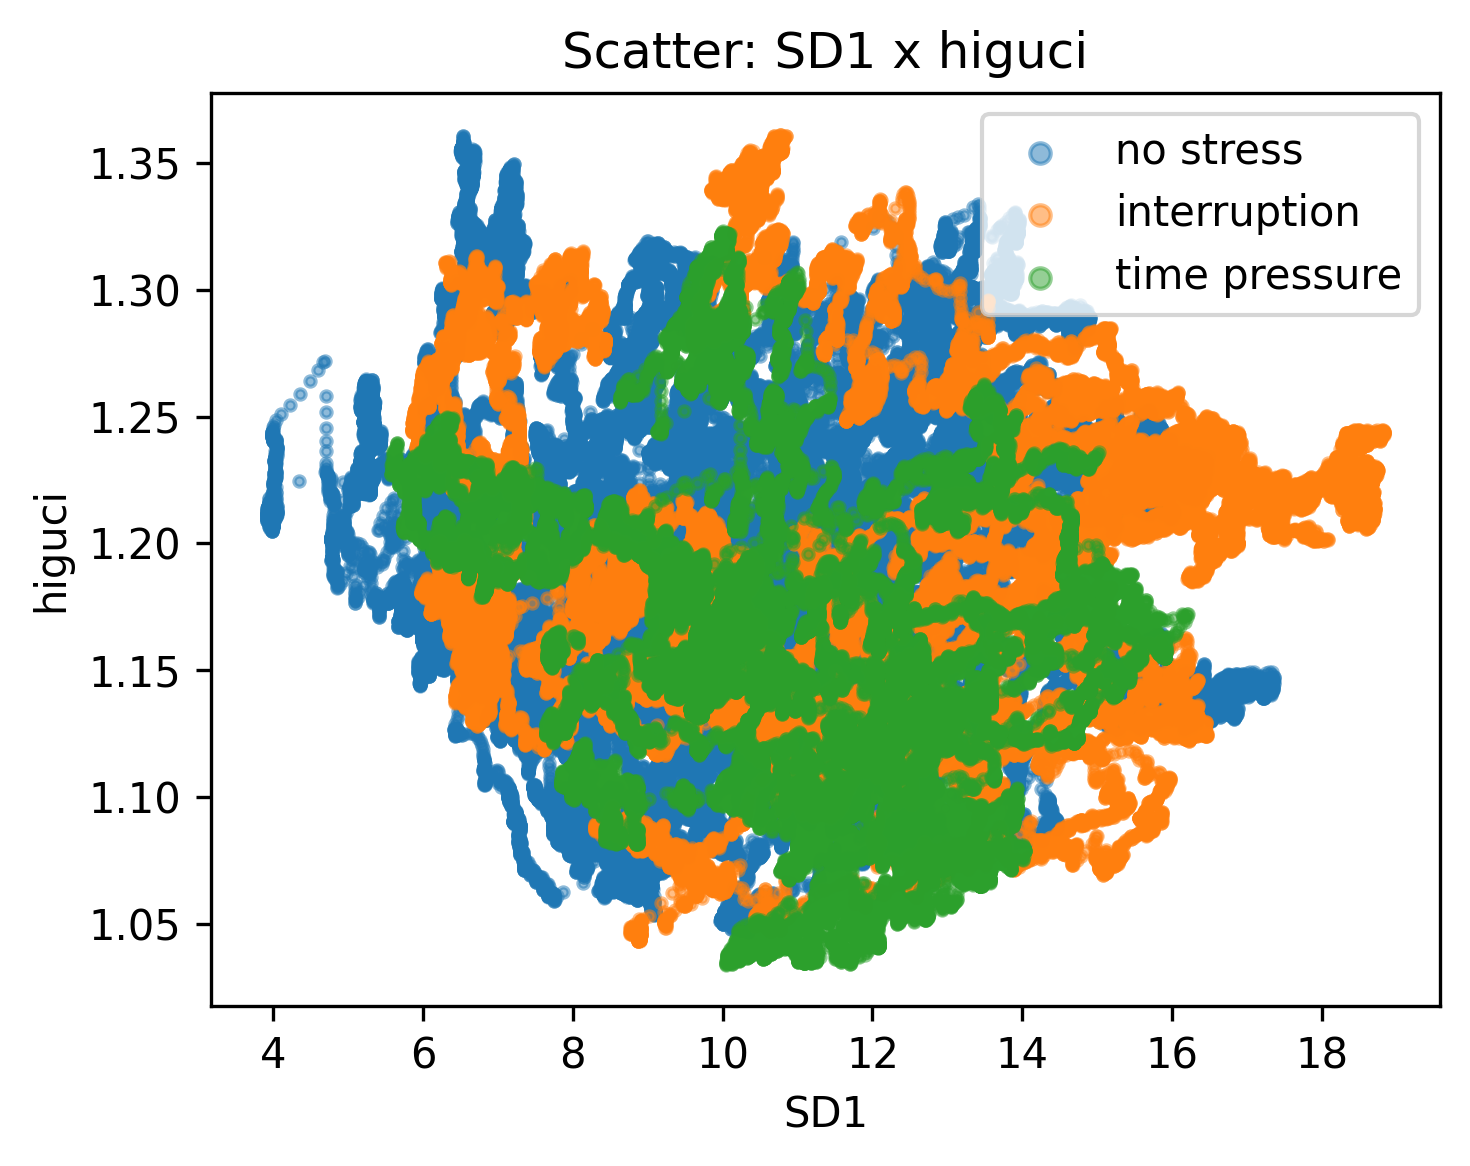 Scatter: SD1 x higuci
no stress
interruption
time pressure
higuci
1.35
1.30
1.25
1.20
1.15
1.10
1.05
4 6 8 10 12 14 16 18
SD1